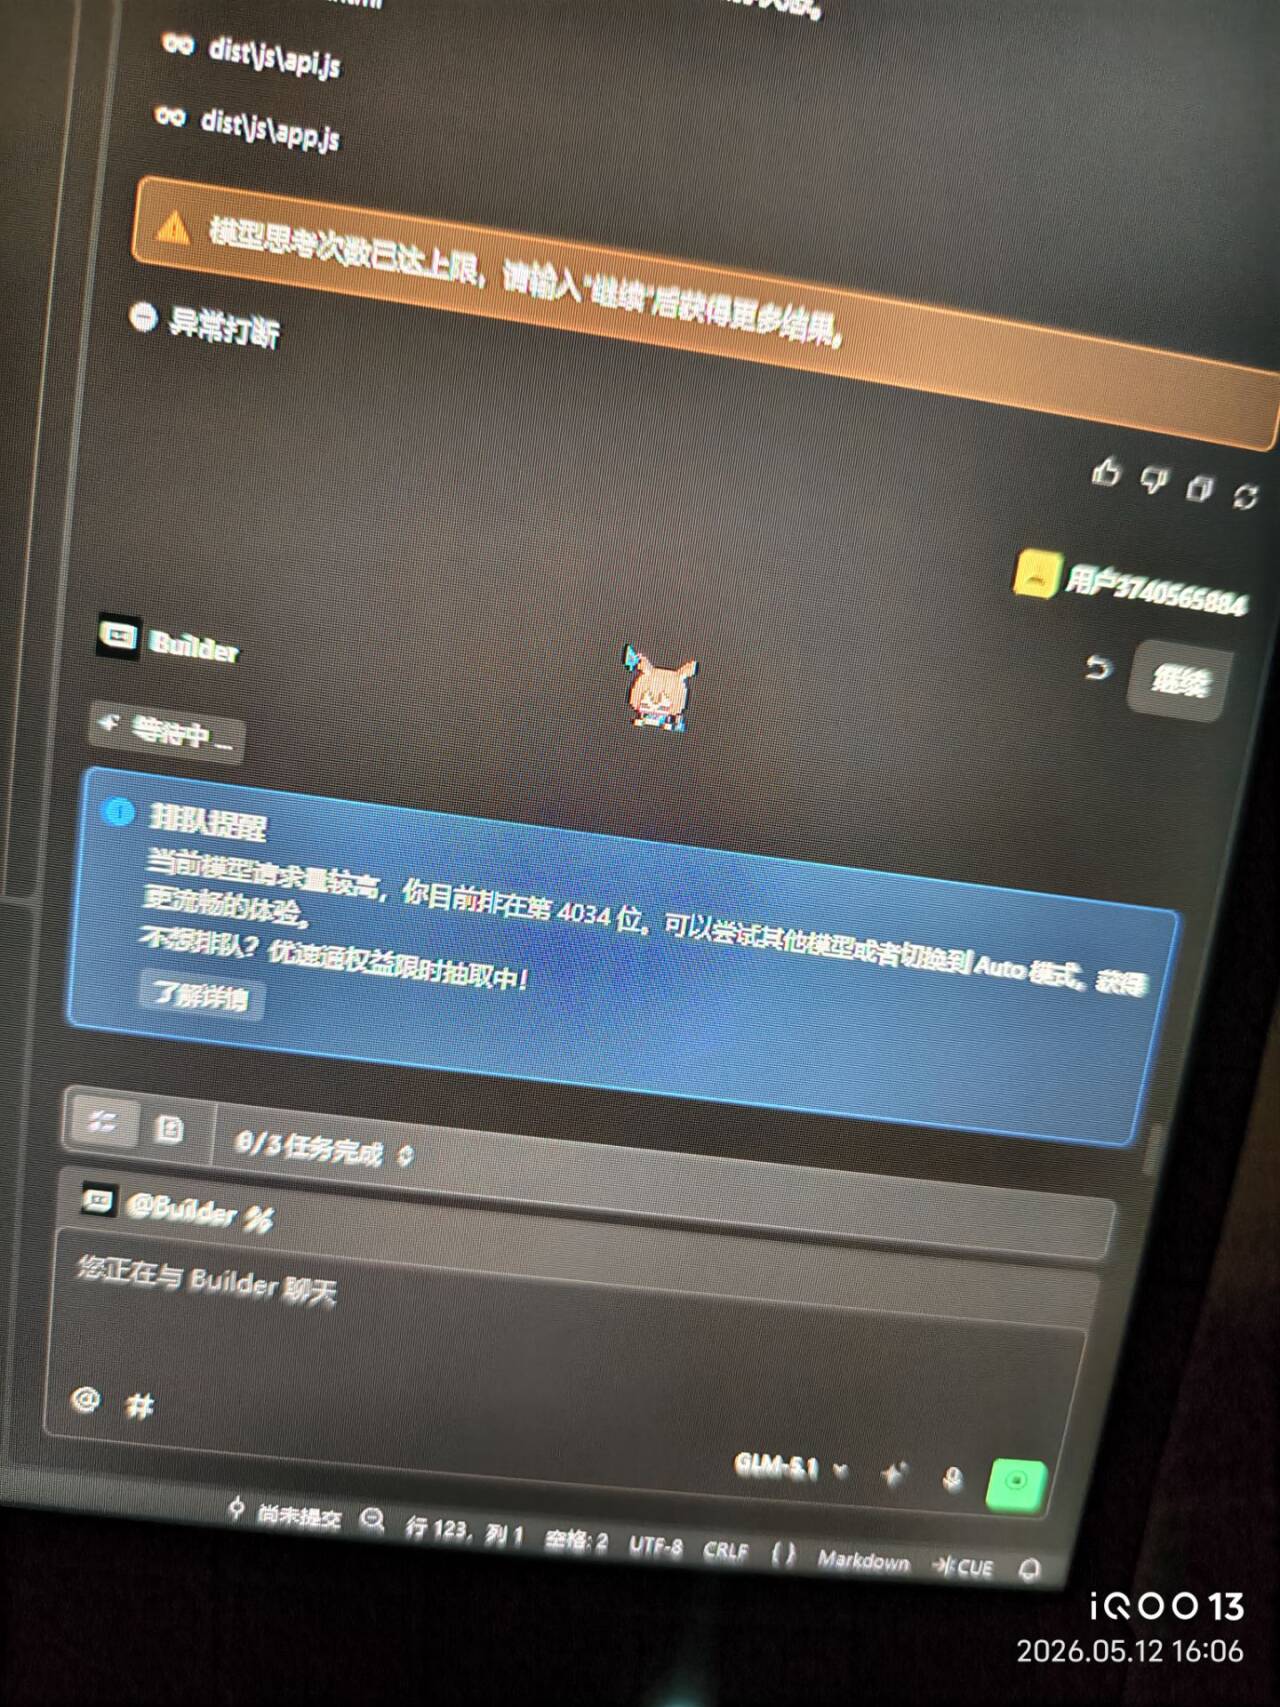 dist\js\api.js
dist\js\app.js
模型思考次数已达上限，请输入"继续"后获得更多结果。
异常打断
用户3740565884
继续
Builder
等待中...
排队提醒
当前模型请求量较高，你目前排在第 4034 位。可以尝试其他模型或者切换到 Auto 模式，获得
更流畅的体验。
不想排队？优速通权益限时抽取中！
了解详情
0/3 任务完成
@Builder
您正在与 Builder 聊天
@ #
GLM-5.1
尚未提交 行 123，列 1 空格: 2 UTF-8 CRLF {} Markdown CUE
iQOO 13
2026.05.12 16:06